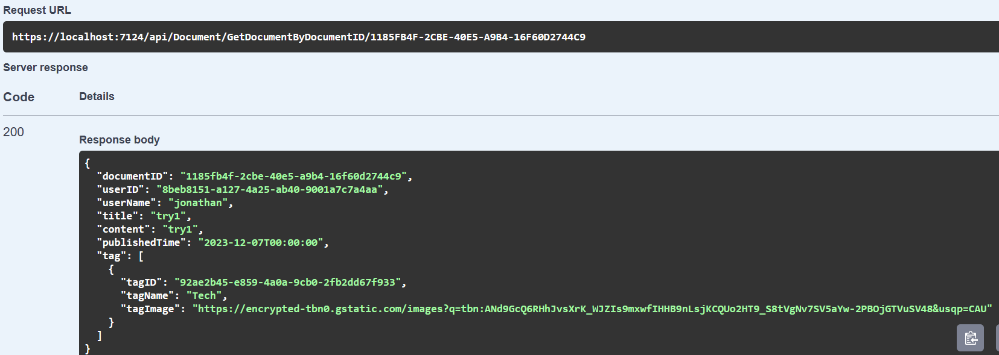 Request URL
https://localhost:7124/api/Document/GetDocumentByDocumentID/1185FB4F-2CBE-40E5-A9B4-16F60D2744C9
Server response
Code Details
200
Response body
{
"documentID": "1185fb4f-2cbe-40e5-a9b4-16f60d2744c9",
"userID": "8beb8151-a127-4a25-ab40-9001a7c7a4aa",
"userName": "jonathan",
"title": "try1",
"content": "try1",
"publishedTime": "2023-12-07T00:00:00",
"tag": [
{
"tagID": "92ae2b45-e859-4a0a-9cb0-2fb2dd67f933",
"tagName": "Tech",
"tagImage": "https://encrypted-tbn0.gstatic.com/images?q=tbn:ANd9GcQ6RHhJvsXrK_WJZIs9mxwfIHHB9nLsjKCQUo2HT9_S8tVgNv7SV5aYw-2PBOjGTVuSV48&usqp=CAU"
}
]
}